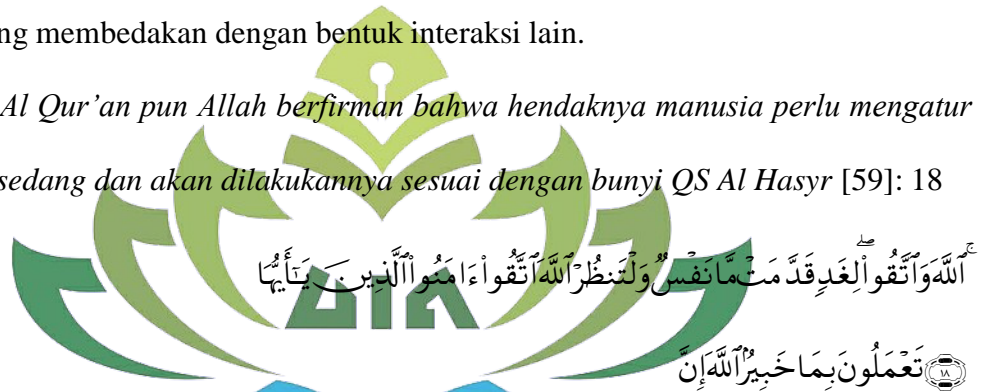 ng membedakan dengan bentuk interaksi lain.
Al Qur’an pun Allah berfirman bahwa hendaknya manusia perlu mengatur
sedang dan akan dilakukannya sesuai dengan bunyi QS Al Hasyr [59]: 18
ۚ ٱللَّهَ وَٱتَّقُوا۟ لِغَدٍۖ قَدَّمَتْ مَّا نَفْسٌ وَلْتَنظُرْ ٱللَّهَ ٱتَّقُوا۟ ءَامَنُوا۟ ٱلَّذِينَ يَٰٓأَيُّهَا
۝١٨ تَعْمَلُونَ بِمَا خَبِيرٌۢ ٱللَّهَ إِنَّ